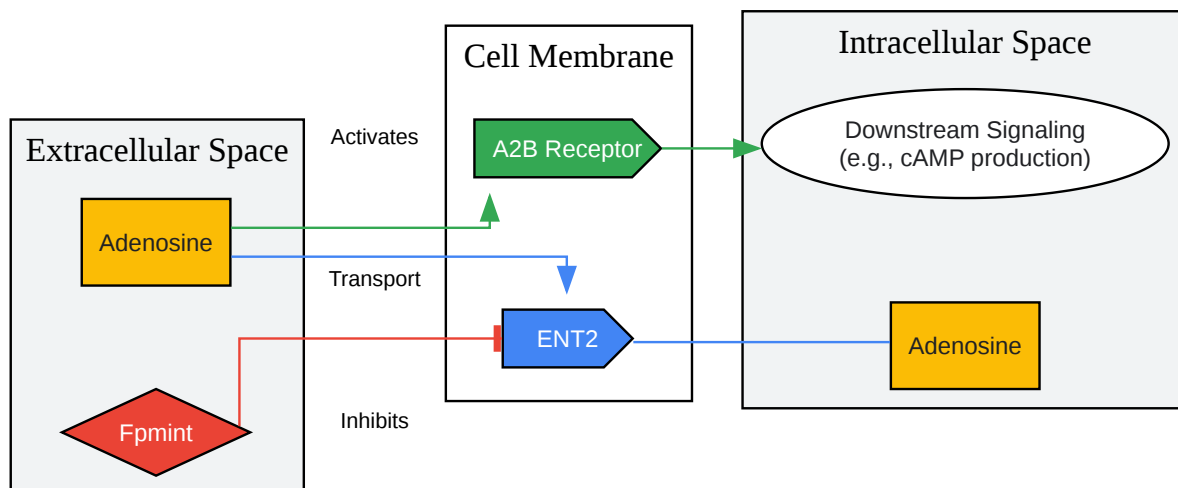 Extracellular Space
Adenosine
Fpmint
Activates
Transport
Inhibits
Cell Membrane
A2B Receptor
ENT2
Intracellular Space
Downstream Signaling
(e.g., cAMP production)
Adenosine